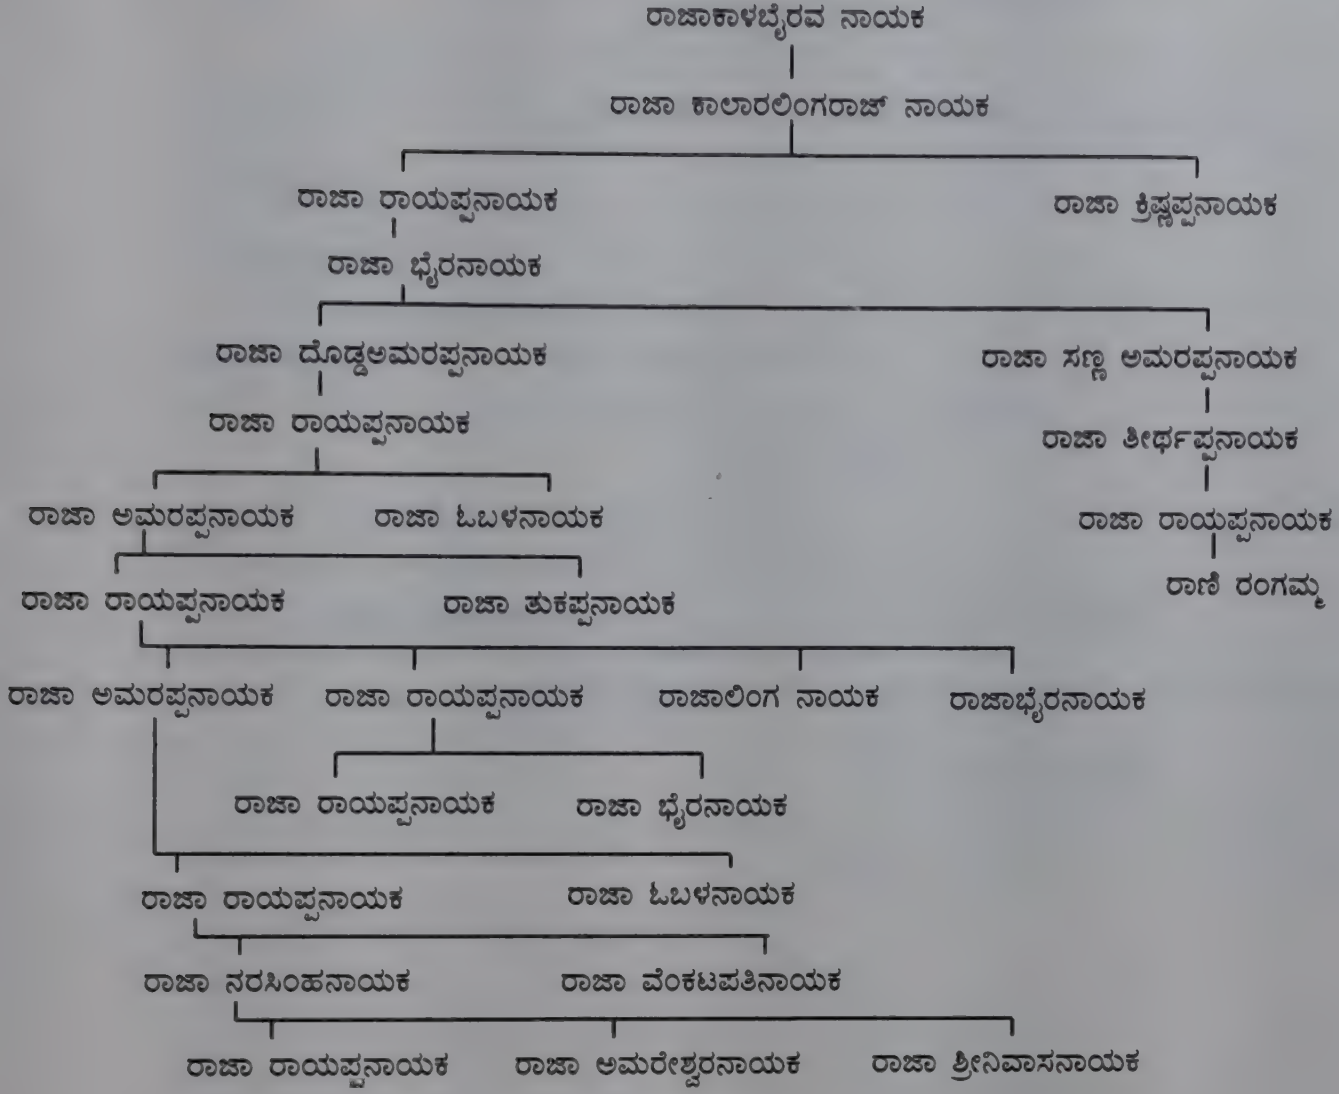 ರಾಜಾಕಾಳಬೈರವ ನಾಯಕ
ರಾಜಾ ಕಾಲಾರಲಿಂಗರಾಜ್ ನಾಯಕ
ರಾಜಾ ರಾಯಪ್ಪನಾಯಕ ರಾಜಾ ಕ್ರಿಷ್ಣಪ್ಪನಾಯಕ
ರಾಜಾ ಭೈರನಾಯಕ
ರಾಜಾ ದೊಡ್ಡಅಮರಪ್ಪನಾಯಕ ರಾಜಾ ಸಣ್ಣ ಅಮರಪ್ಪನಾಯಕ
ರಾಜಾ ರಾಯಪ್ಪನಾಯಕ ರಾಜಾ ತೀರ್ಥಪ್ಪನಾಯಕ
ರಾಜಾ ಅಮರಪ್ಪನಾಯಕ ರಾಜಾ ಓಬಳನಾಯಕ ರಾಜಾ ರಾಯಪ್ಪನಾಯಕ
ರಾಜಾ ರಾಯಪ್ಪನಾಯಕ ರಾಜಾ ತುಕಪ್ಪನಾಯಕ ರಾಣಿ ರಂಗಮ್ಮ
ರಾಜಾ ಅಮರಪ್ಪನಾಯಕ ರಾಜಾ ರಾಯಪ್ಪನಾಯಕ ರಾಜಾಲಿಂಗ ನಾಯಕ ರಾಜಾಭೈರನಾಯಕ
ರಾಜಾ ರಾಯಪ್ಪನಾಯಕ ರಾಜಾ ಭೈರನಾಯಕ
ರಾಜಾ ರಾಯಪ್ಪನಾಯಕ ರಾಜಾ ಓಬಳನಾಯಕ
ರಾಜಾ ನರಸಿಂಹನಾಯಕ ರಾಜಾ ವೆಂಕಟಪತಿನಾಯಕ
ರಾಜಾ ರಾಯಪ್ಪನಾಯಕ ರಾಜಾ ಅಮರೇಶ್ವರನಾಯಕ ರಾಜಾ ಶ್ರೀನಿವಾಸನಾಯಕ